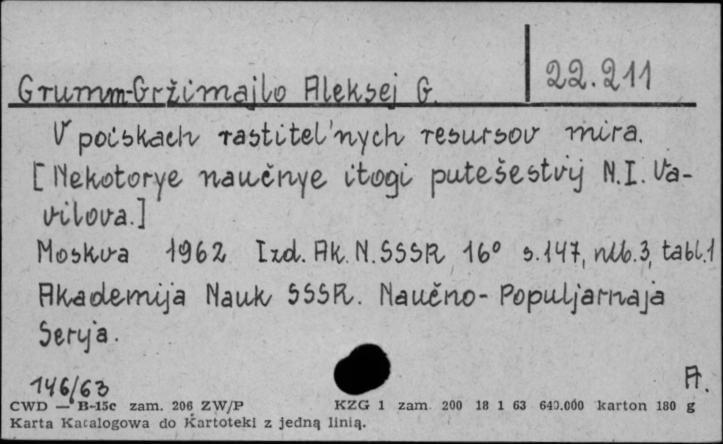 Grumm-Gržimajlo Aleksej G. 22.211
V poiskach rastitel'nych resursov mira.
[Nekotorye naučnye itogi putešestvij N.I. Va-
vilova.]
Moskva 1962 Izd. Ak. N. SSSR 16° s. 147, nlb. 3, tabl. 1
Akademija Nauk SSSR. Naučno-Populjarnaja
Serija.
146/63 A.
CWD — B-15c zam. 206 ZW/P KZG 1 zam. 200 18 1 63 640.000 karton 180 g
Karta Katalogowa do Kartoteki z jedną linią.